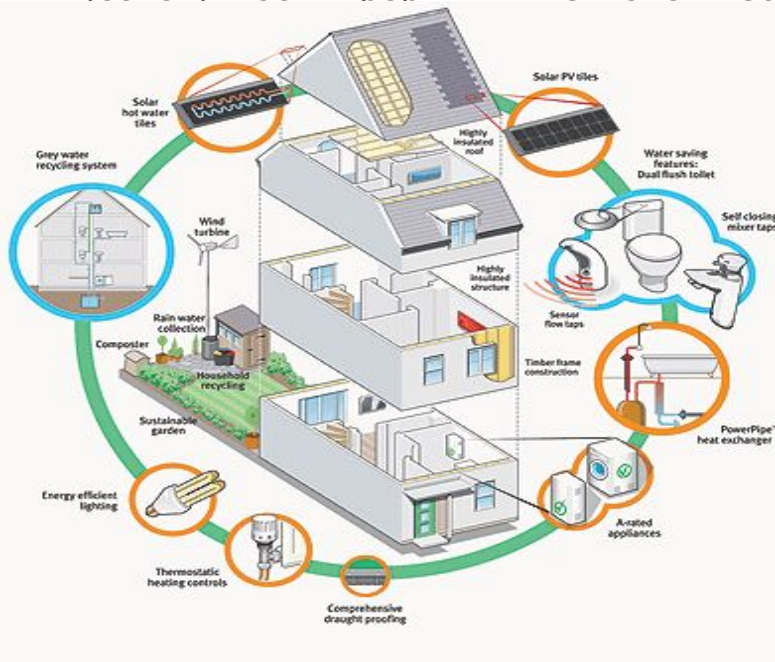 Solar PV tiles
Solar
hot water
tiles
Highly
insulated
roof
Grey water
recycling system
Water saving
features:
Dual flush toilet
Self closing
mixer taps
Wind
turbine
Highly
insulated
structure
Sensor
flow taps
Rain water
collection
Composter
Household
recycling
Timber frame
construction
Sustainable
garden
PowerPipe™
heat exchanger
Energy efficient
lighting
A-rated
appliances
Thermostatic
heating controls
Comprehensive
draught proofing